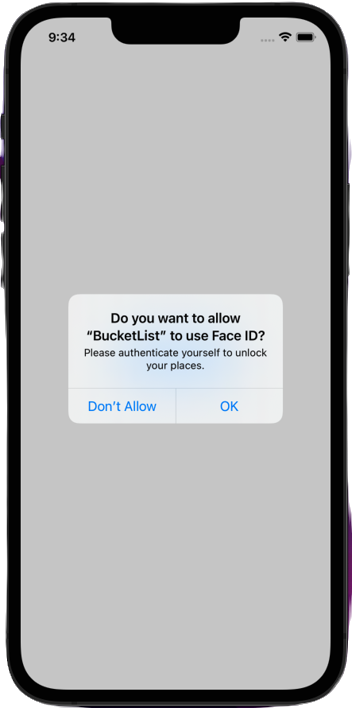 9:34
Do you want to allow
“BucketList” to use Face ID?
Please authenticate yourself to unlock
your places.
Don’t Allow
OK